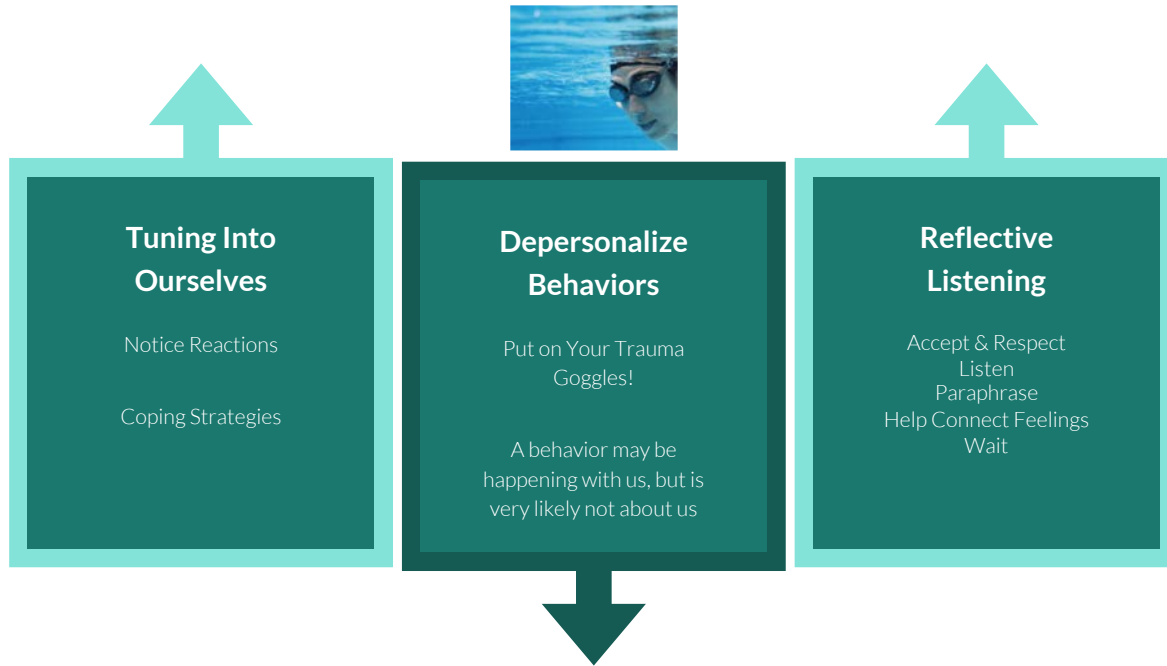 Tuning Into
Ourselves
Notice Reactions
Coping Strategies
Depersonalize
Behaviors
Put on Your Trauma
Goggles!
A behavior may be
happening with us, but is
very likely not about us
Reflective
Listening
Accept & Respect
Listen
Paraphrase
Help Connect Feelings
Wait